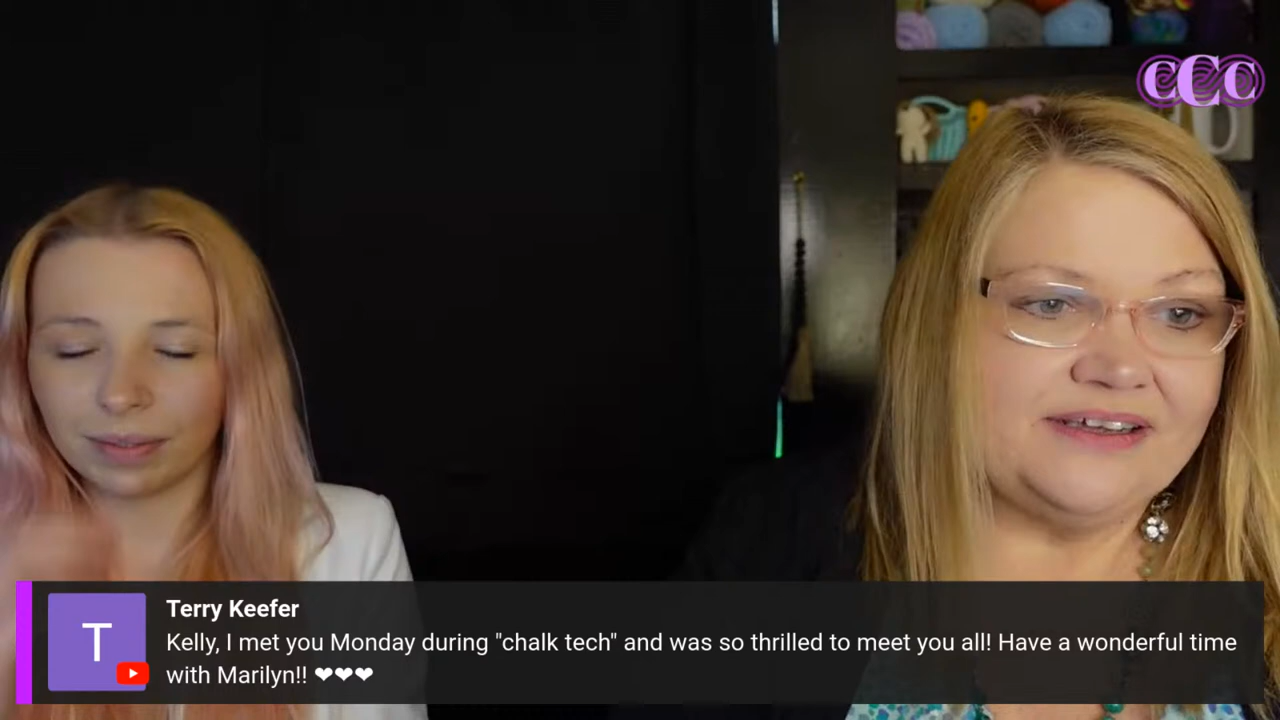 CCC
Terry Keefer
T
Kelly, I met you Monday during "chalk tech" and was so thrilled to meet you all! Have a wonderful time
with Marilyn!! ❤❤❤